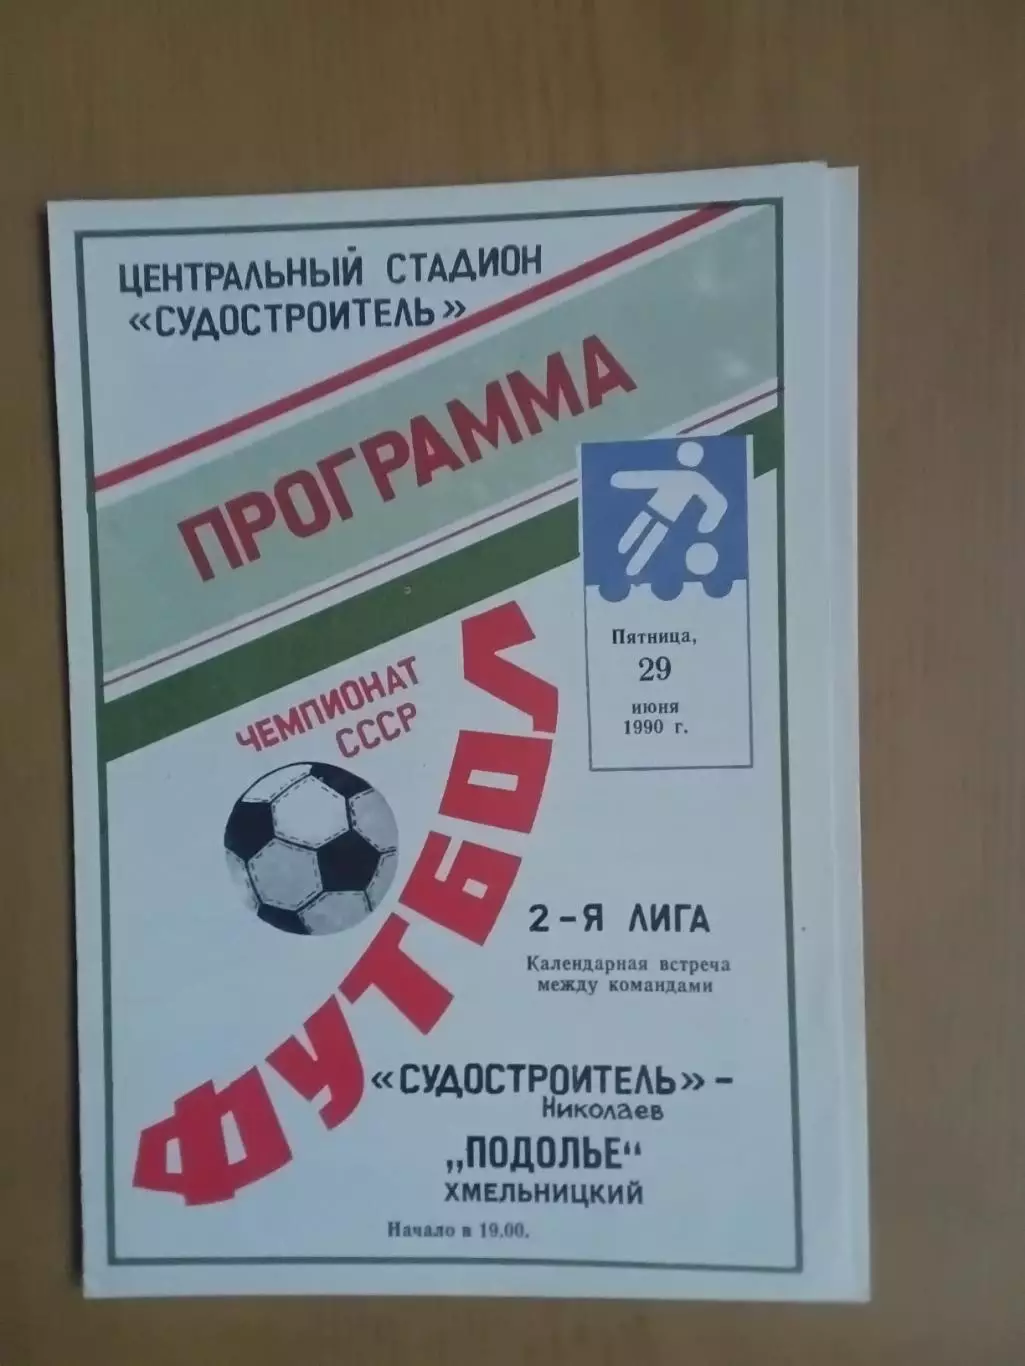 ЦЕНТРАЛЬНЫЙ СТАДИОН
«СУДОСТРОИТЕЛЬ»
ПРОГРАММА
Пятница,
29
июня
1990 г.
ЧЕМПИОНАТ
СССР
ФУТБОЛ
2-Я ЛИГА
Календарная встреча
между командами
«СУДОСТРОИТЕЛЬ» -
Николаев
„ПОДОЛЬЕ“
ХМЕЛЬНИЦКИЙ
Начало в 19.00.